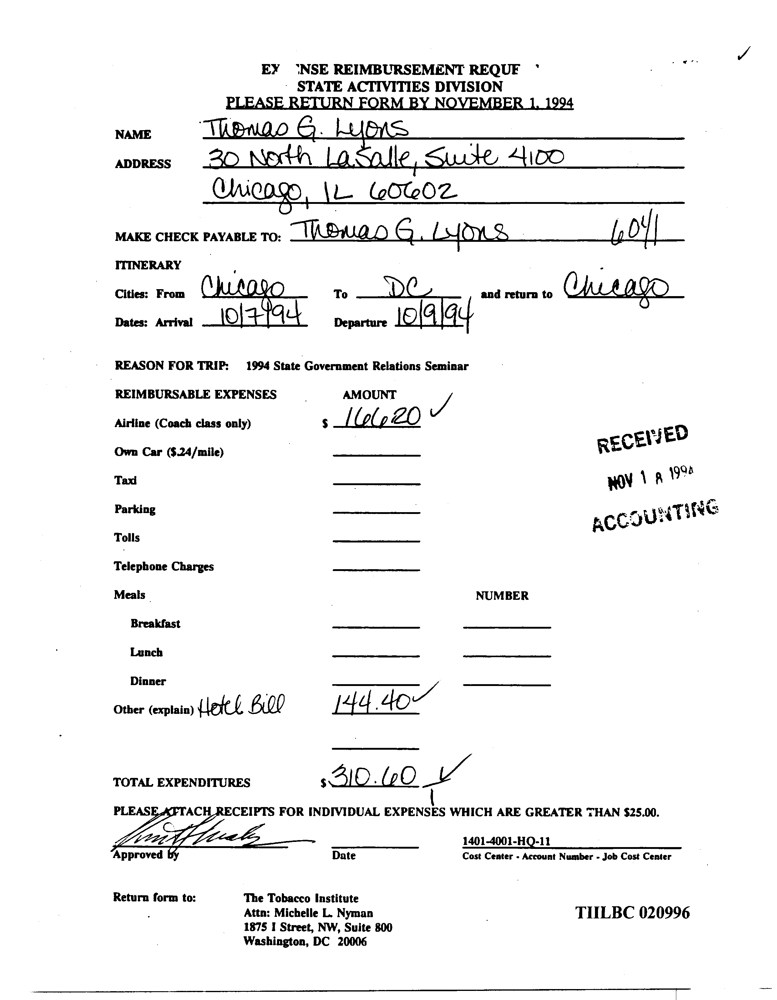 EX NSE REIMBURSEMENT REQUE
STATE ACTIVITIES DIVISION
PLEASE RETURN FORM BY NOVEMBER 1, 1994
NAME Thomas G. Lyons
ADDRESS 30 North LaSalle, Suite 4100
Chicago, IL 60602
MAKE CHECK PAYABLE TO: Thomas G. Lyons 6041
ITINERARY
Cities: From Chicago To DC and return to Chicago
Dates: Arrival 10/7/94 Departure 10/9/94
REASON FOR TRIP: 1994 State Government Relations Seminar
REIMBURSABLE EXPENSES AMOUNT
Airline (Coach class only) $ 166.20 ✓
Own Car ($.24/mile)
RECEIVED
Taxi
NOV 1 8 1994
Parking
ACCOUNTING
Tolls
Telephone Charges
Meals NUMBER
Breakfast
Lunch
Dinner
Other (explain) Hotel Bill 144.40 ✓
TOTAL EXPENDITURES $ 310.60 ✓
PLEASE ATTACH RECEIPTS FOR INDIVIDUAL EXPENSES WHICH ARE GREATER THAN $25.00.
1401-4001-HQ-11
Approved by Date Cost Center - Account Number - Job Cost Center
Return form to: The Tobacco Institute
Attn: Michelle L. Nyman
1875 I Street, NW, Suite 800
Washington, DC 20006
TIILBC 020996